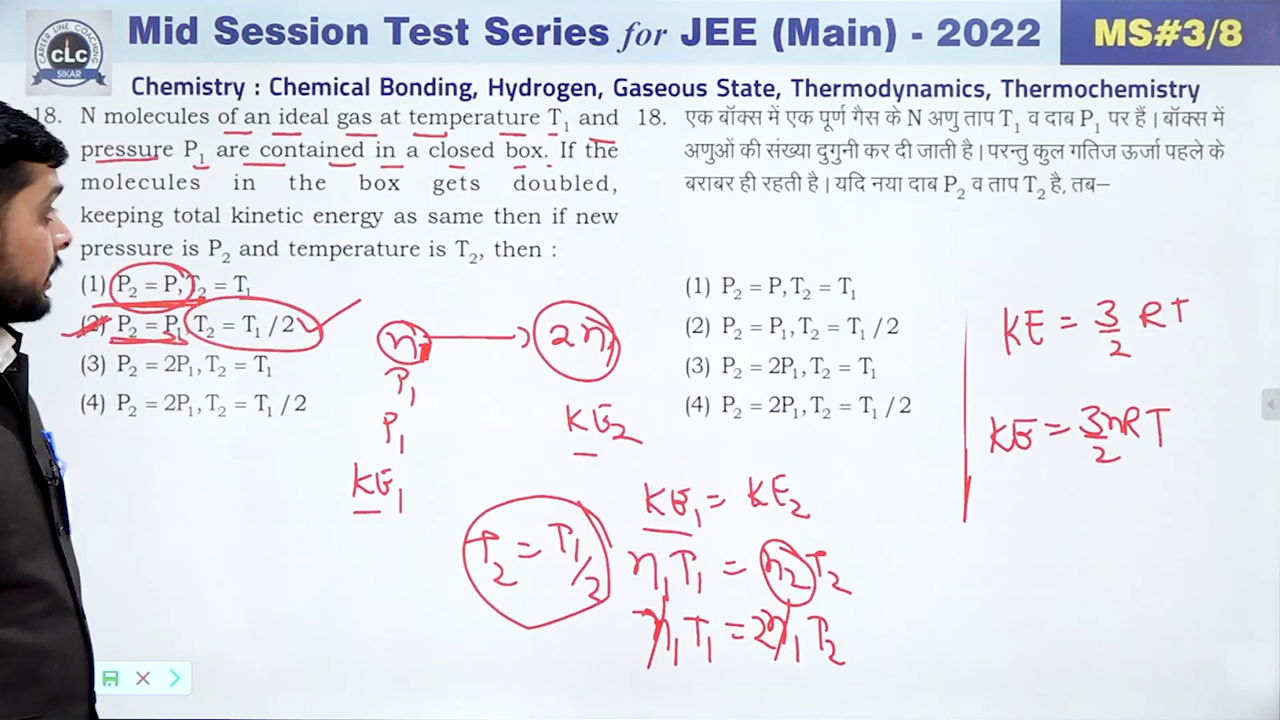 Mid Session Test Series for JEE (Main) - 2022
MS#3/8
CAREER LINE COACHING
CLC
SIKAR
Chemistry : Chemical Bonding, Hydrogen, Gaseous State, Thermodynamics, Thermochemistry
18. N molecules of an ideal gas at temperature T₁ and
pressure P₁ are contained in a closed box. If the
molecules in the box gets doubled,
keeping total kinetic energy as same then if new
pressure is P₂ and temperature is T₂, then :
(1) P₂ = P, T₂ = T₁
(2) P₂ = P₁, T₂ = T₁ / 2
(3) P₂ = 2P₁, T₂ = T₁
(4) P₂ = 2P₁, T₂ = T₁ / 2
18. एक बॉक्स में एक पूर्ण गैस के N अणु ताप T₁ व दाब P₁ पर हैं। बॉक्स में
अणुओं की संख्या दुगुनी कर दी जाती है। परन्तु कुल गतिज ऊर्जा पहले के
बराबर ही रहती है। यदि नया दाब P₂ व ताप T₂ है, तब–
(1) P₂ = P, T₂ = T₁
(2) P₂ = P₁, T₂ = T₁ / 2
(3) P₂ = 2P₁, T₂ = T₁
(4) P₂ = 2P₁, T₂ = T₁ / 2
2n₁
P₁
P₁
KE₁
KE₂
KE₁ = KE₂
n₁T₁ = n₂T₂
n₁T₁ = 2n₁T₂
T₂ = T₁/2
KE = 3/2 RT
KE = 3/2 nRT